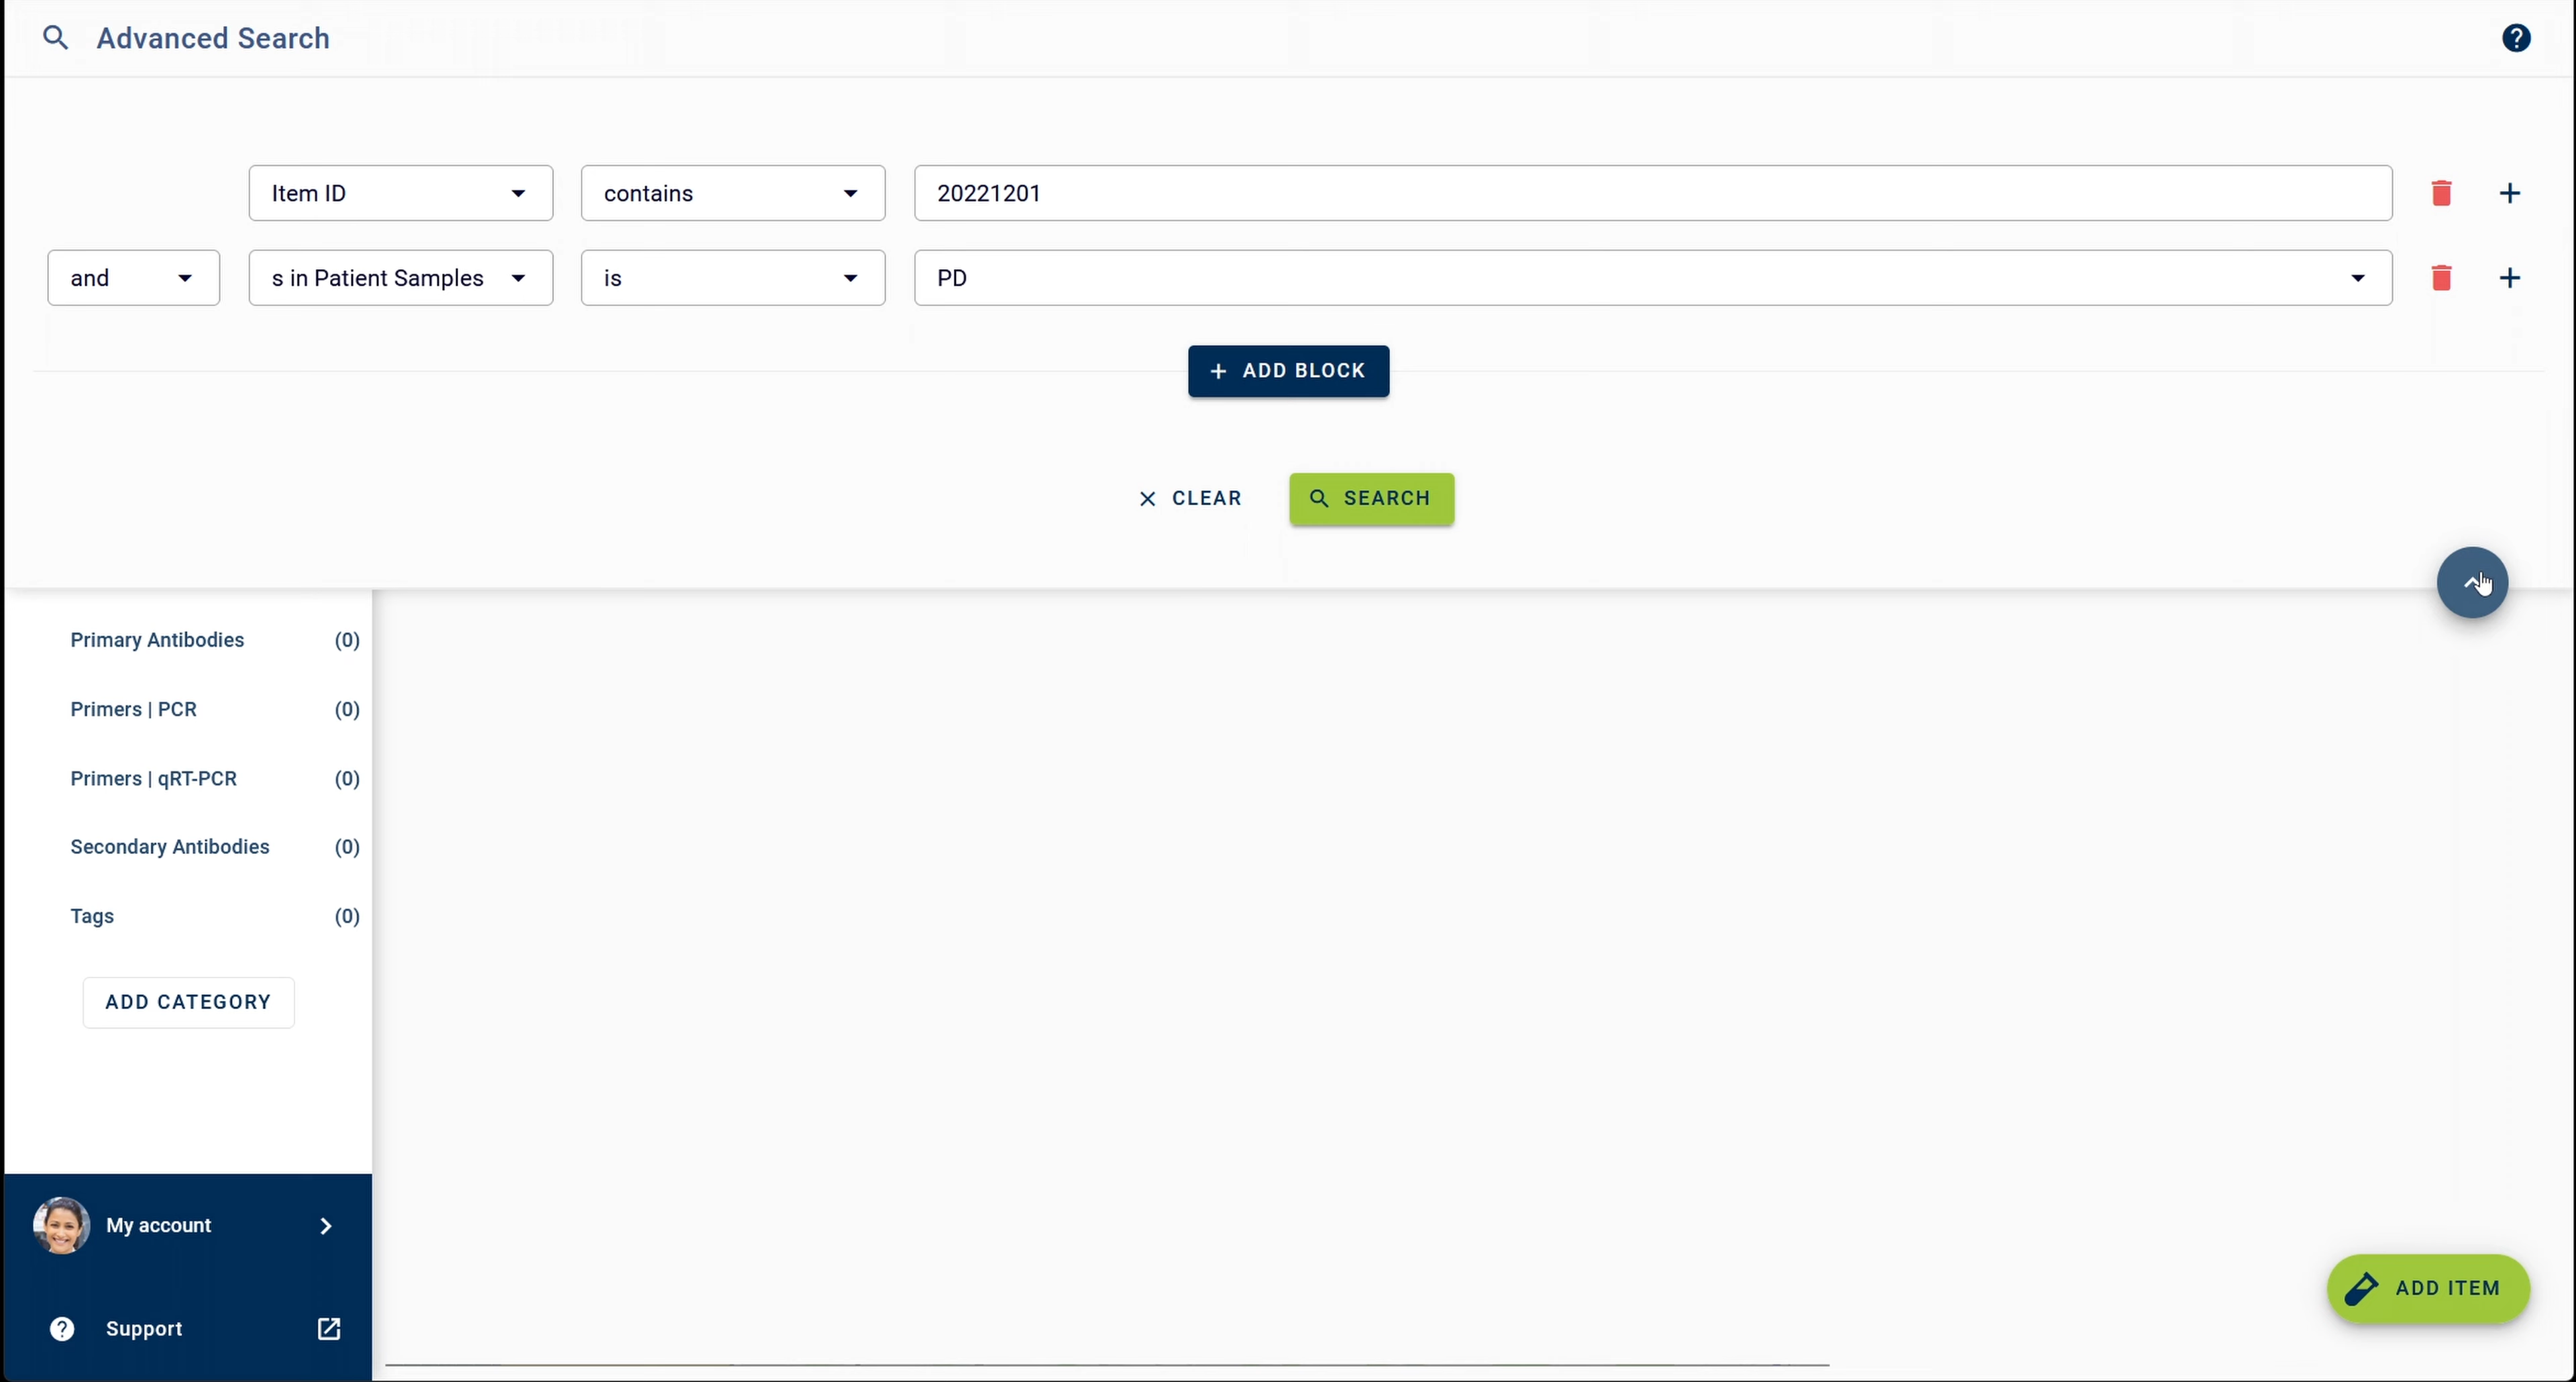 Advanced Search
Item ID contains 20221201
and s in Patient Samples is PD
+ ADD BLOCK
CLEAR SEARCH
Primary Antibodies (0)
Primers | PCR (0)
Primers | qRT-PCR (0)
Secondary Antibodies (0)
Tags (0)
ADD CATEGORY
My account
Support
ADD ITEM